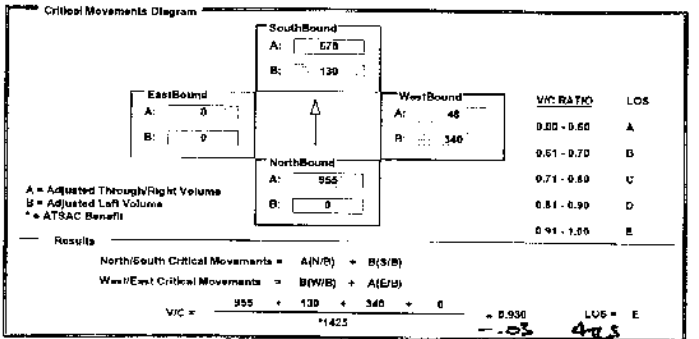 Critical Movements Diagram
SouthBound
A: 678
B: 130
EastBound
A: 0
B: 0
WestBound
A: 48
B: 340
NorthBound
A: 955
B: 0
V/C RATIO LOS
0.00 - 0.60 A
0.61 - 0.70 B
0.71 - 0.80 C
0.81 - 0.90 D
0.91 - 1.00 E
A = Adjusted Through/Right Volume
B = Adjusted Left Volume
* = ATSAC Benefit
Results
North/South Critical Movements = A(N/B) + B(S/B)
West/East Critical Movements = B(W/B) + A(E/B)
V/C = 955 + 130 + 340 + 0
*1425
= 0.930 LOS = E
-.03